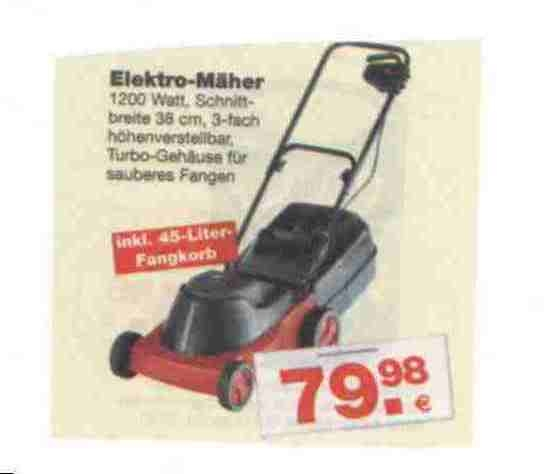 Elektro-Mäher
1200 Watt, Schnitt-
breite 38 cm, 3-fach
höhenverstellbar,
Turbo-Gehäuse für
sauberes Fangen
inkl. 45-Liter-
Fangkorb
79.98 €